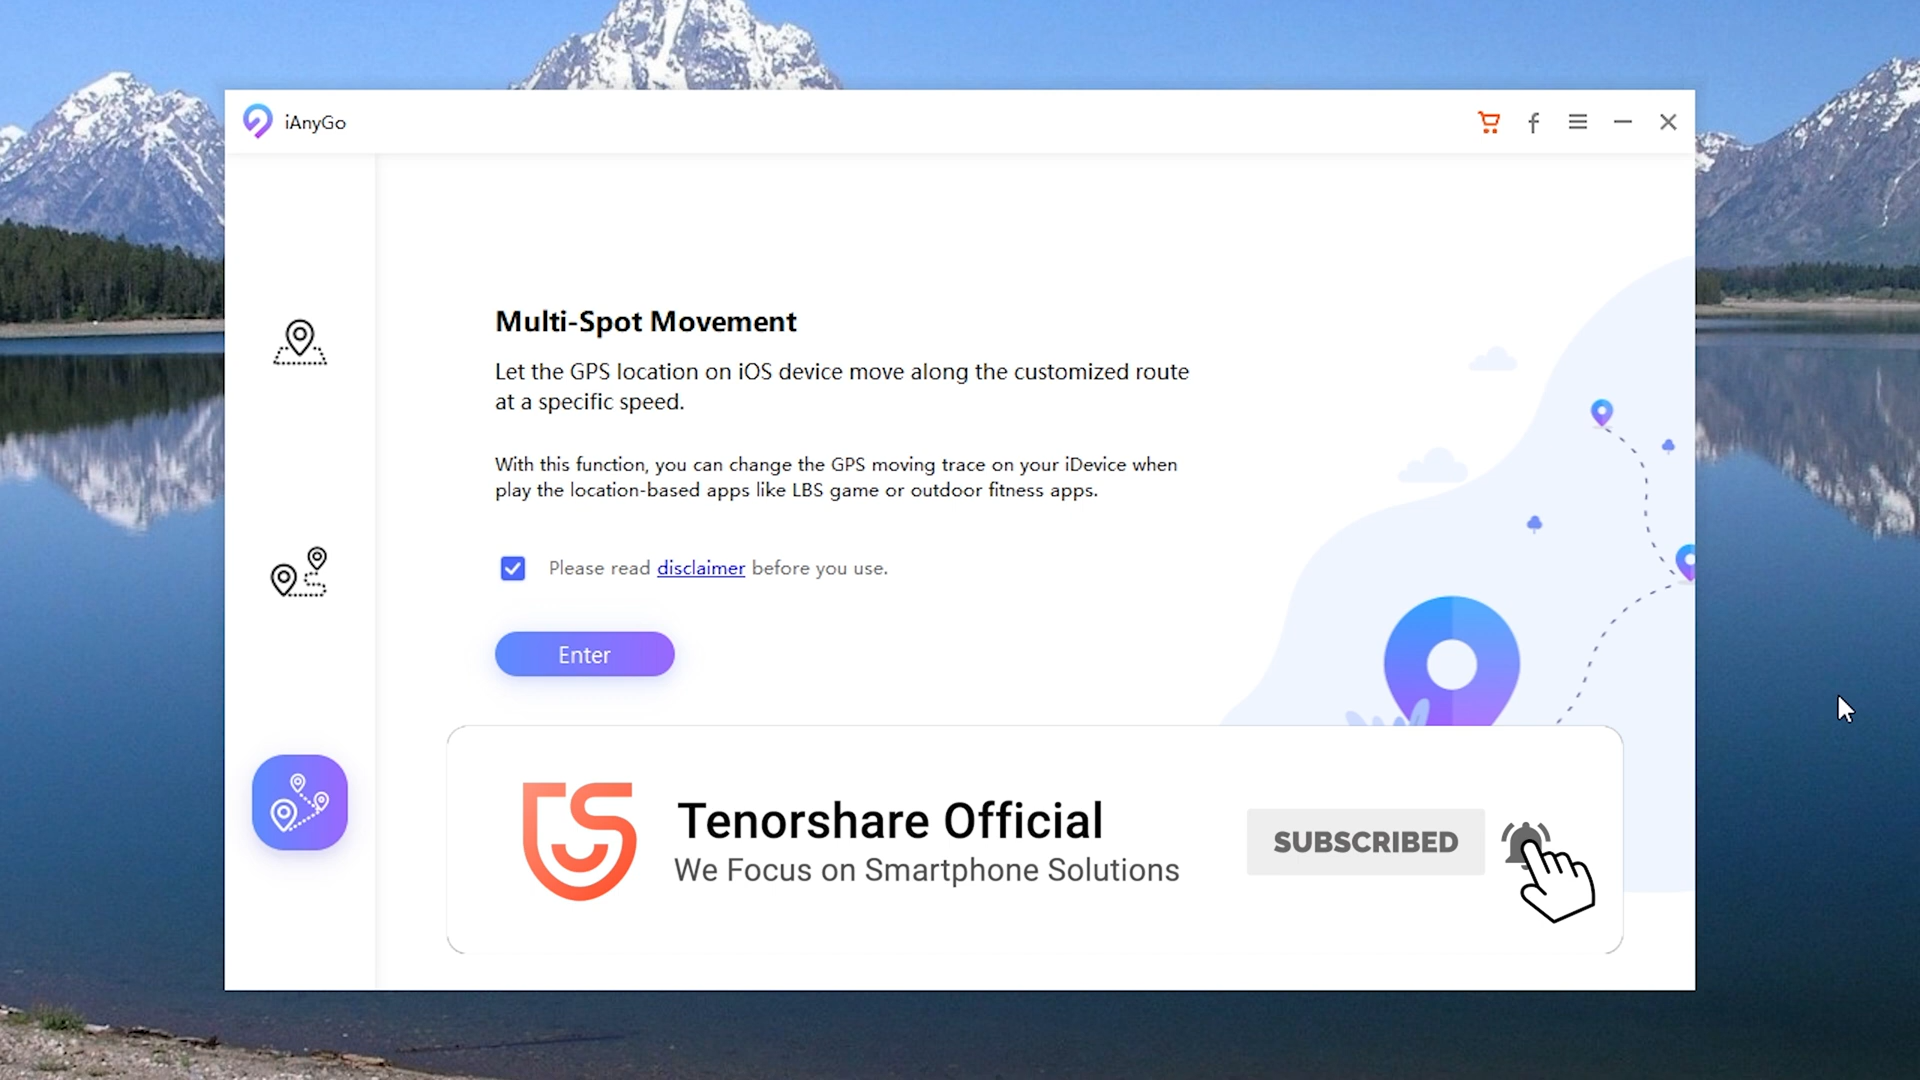 iAnyGo
Multi-Spot Movement
Let the GPS location on iOS device move along the customized route
at a specific speed.
With this function, you can change the GPS moving trace on your iDevice when
play the location-based apps like LBS game or outdoor fitness apps.
Please read disclaimer before you use.
Enter
Tenorshare Official
We Focus on Smartphone Solutions
SUBSCRIBED